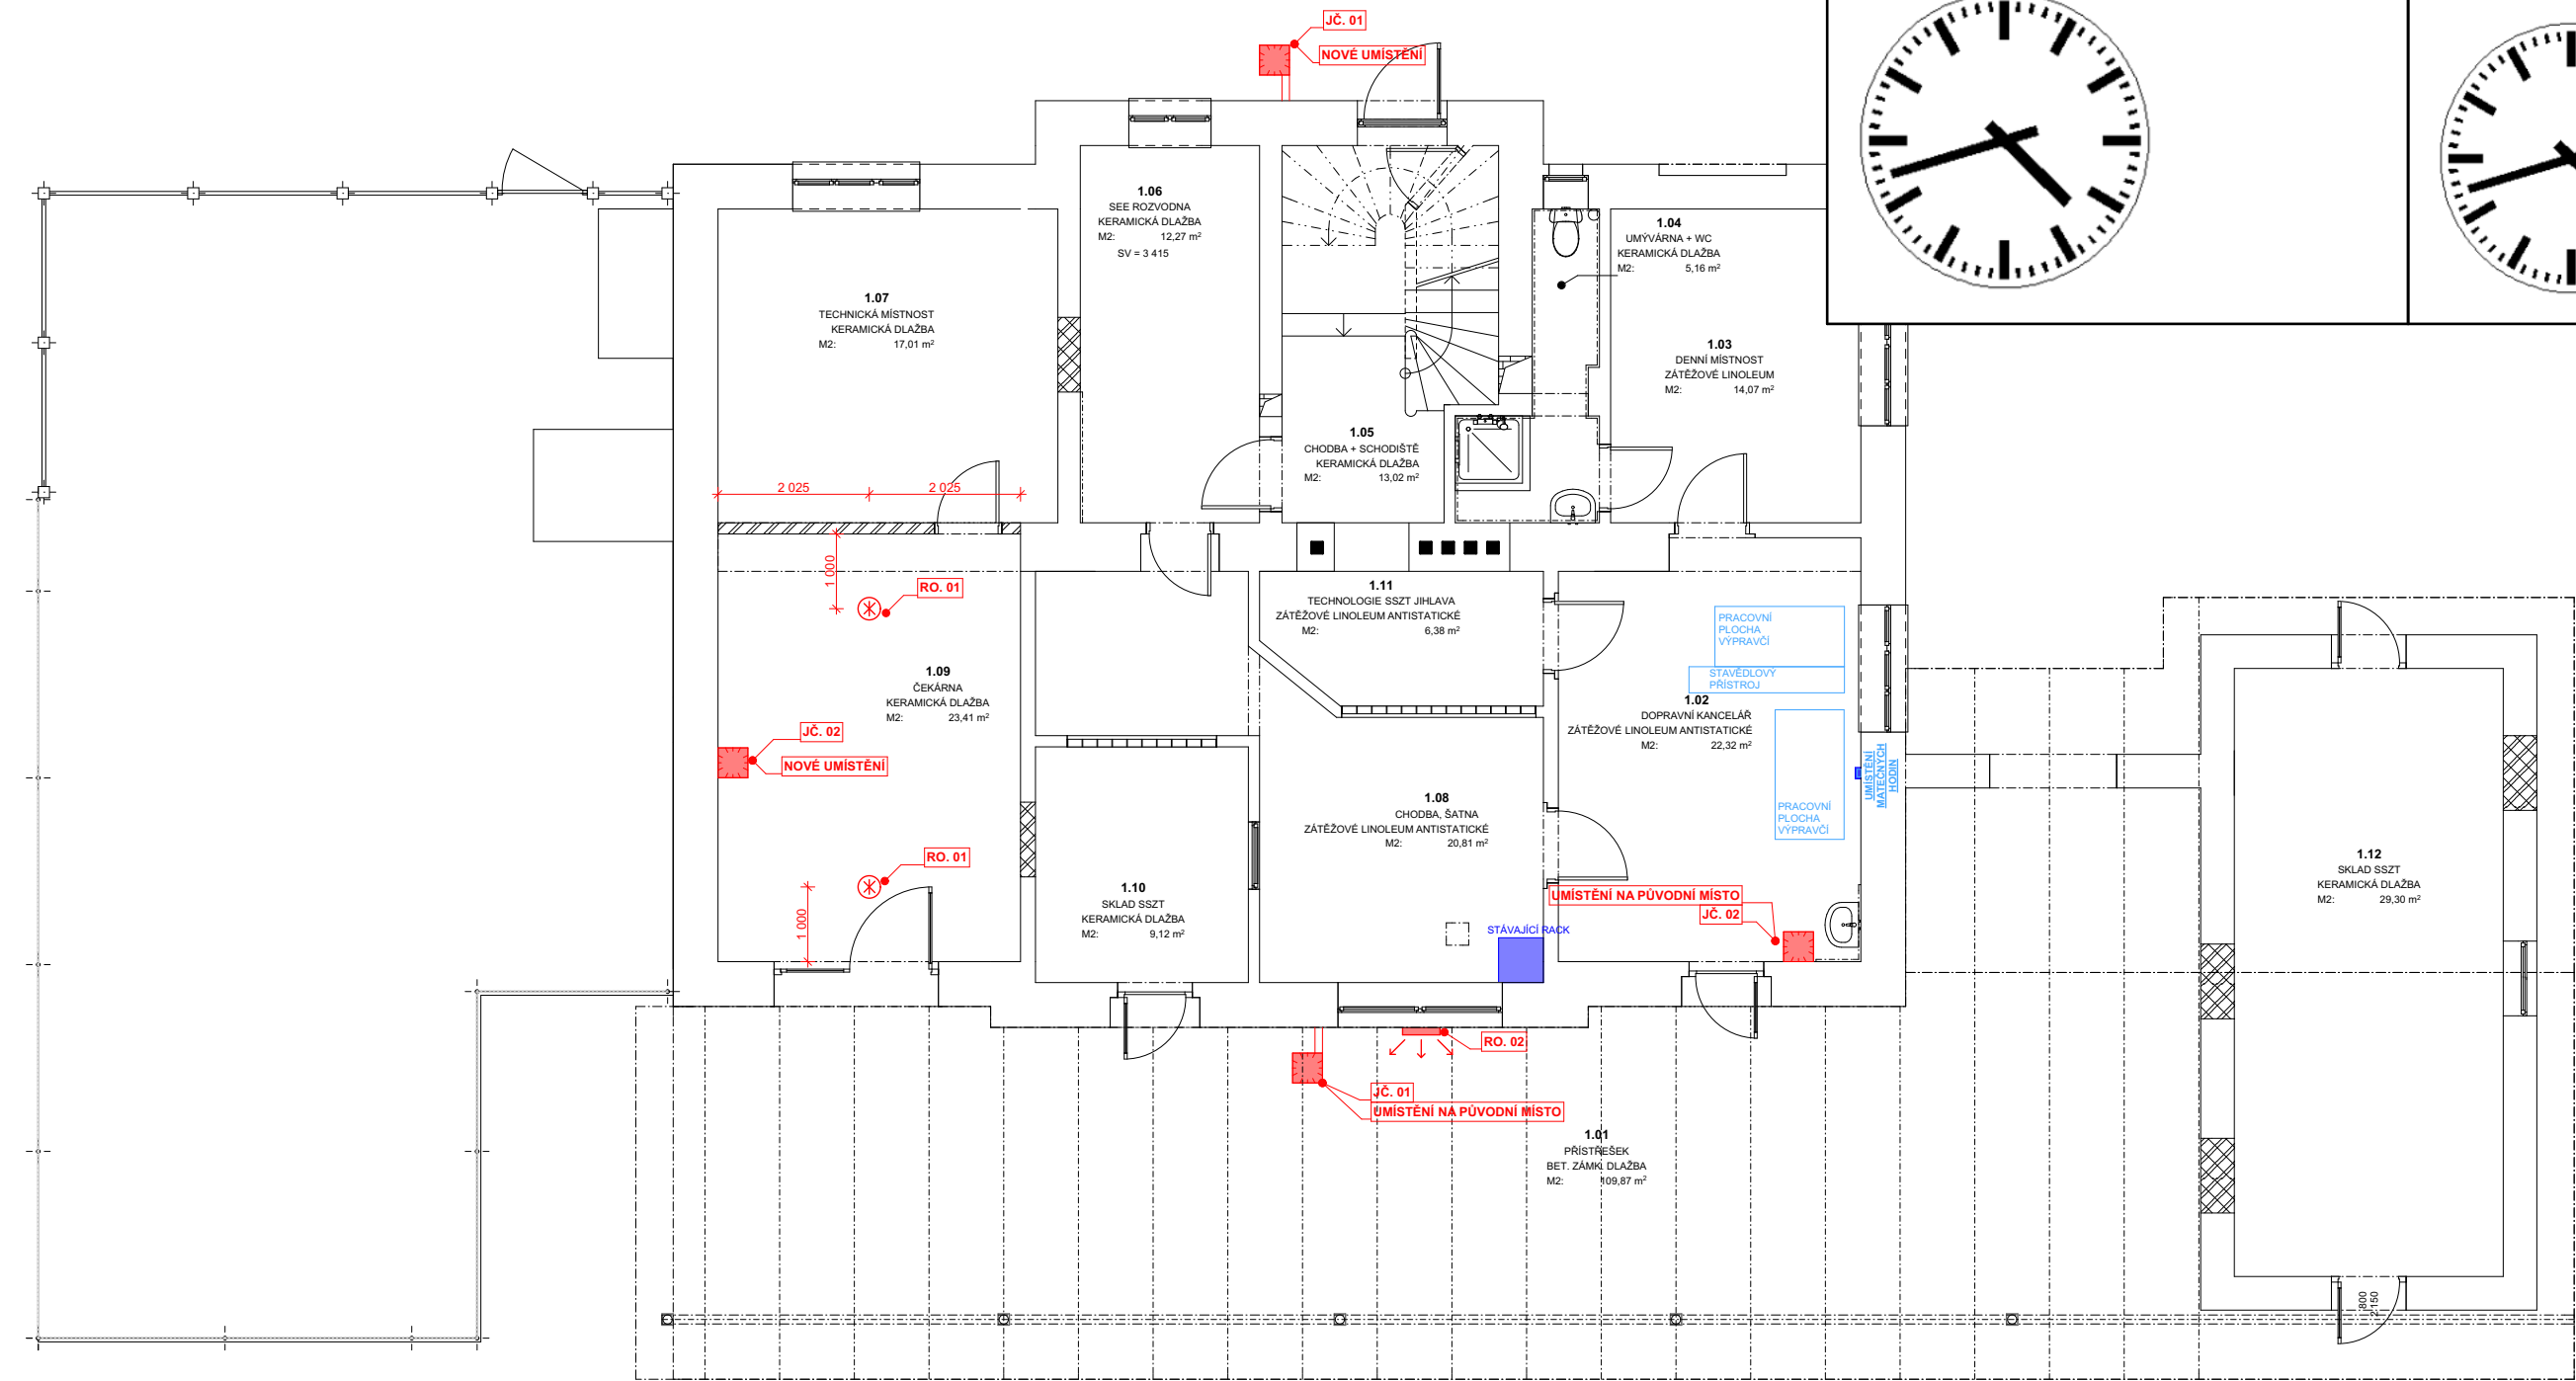 JČ. 01
NOVÉ UMÍSTĚNÍ
1.06
SEE ROZVODNA
KERAMICKÁ DLAŽBA
M2: 12,27 m²
SV = 3 415
1.04
UMÝVÁRNA + WC
KERAMICKÁ DLAŽBA
M2: 5,16 m²
1.07
TECHNICKÁ MÍSTNOST
KERAMICKÁ DLAŽBA
M2: 17,01 m²
1.03
DENNÍ MÍSTNOST
ZÁTĚŽOVÉ LINOLEUM
M2: 14,07 m²
1.05
CHODBA + SCHODIŠTĚ
KERAMICKÁ DLAŽBA
M2: 13,02 m²
2 025
2 025
1 000
RO. 01
1.11
TECHNOLOGIE SSZT JIHLAVA
ZÁTĚŽOVÉ LINOLEUM ANTISTATICKÉ
M2: 6,38 m²
PRACOVNÍ
PLOCHA
VÝPRAVČÍ
STAVĚDLOVÝ
PŘÍSTROJ
1.09
ČEKÁRNA
KERAMICKÁ DLAŽBA
M2: 23,41 m²
1.02
DOPRAVNÍ KANCELÁŘ
ZÁTĚŽOVÉ LINOLEUM ANTISTATICKÉ
M2: 22,32 m²
JČ. 02
NOVÉ UMÍSTĚNÍ
UMÍSTĚNÍ
MATEČNÝCH
HODIN
PRACOVNÍ
PLOCHA
VÝPRAVČÍ
1.08
CHODBA, ŠATNA
ZÁTĚŽOVÉ LINOLEUM ANTISTATICKÉ
M2: 20,81 m²
RO. 01
1 000
1.10
SKLAD SSZT
KERAMICKÁ DLAŽBA
M2: 9,12 m²
UMÍSTĚNÍ NA PŮVODNÍ MÍSTO
JČ. 02
STÁVAJÍCÍ RACK
1.12
SKLAD SSZT
KERAMICKÁ DLAŽBA
M2: 29,30 m²
RO. 02
JČ. 01
UMÍSTĚNÍ NA PŮVODNÍ MÍSTO
1.01
PŘÍSTŘEŠEK
BET. ZÁMK. DLAŽBA
M2: 109,87 m²
800
2 150